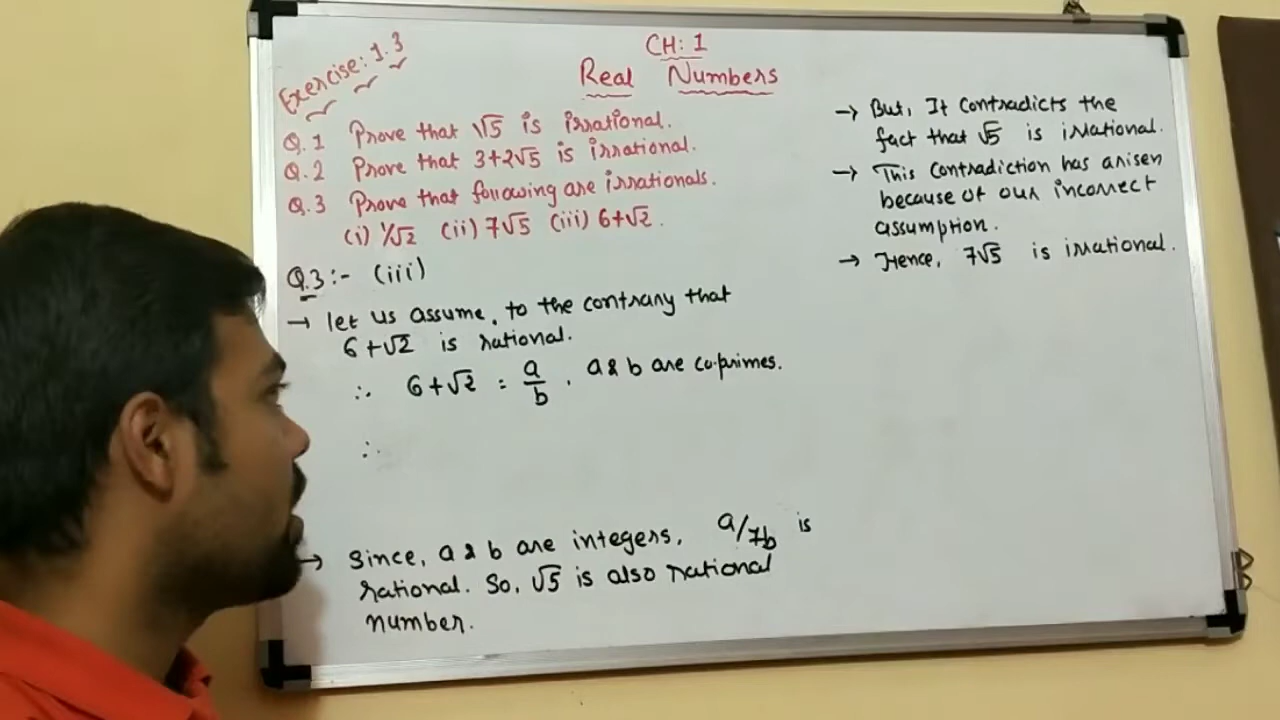 Exercise: 1.3
CH: 1
Real Numbers
Q.1 Prove that √5 is irrational.
Q.2 Prove that 3+2√5 is irrational.
Q.3 Prove that following are irrationals.
(i) 1/√2 (ii) 7√5 (iii) 6+√2.
Q.3:- (iii)
→ let us assume, to the contrary that
6+√2 is rational.
∴ 6+√2 = a/b, a & b are co-primes.
∴
→ Since, a & b are integers, a/7b is
rational. So, √5 is also rational
number.
→ But, It contradicts the
fact that √5 is irrational.
→ This contradiction has arisen
because of our incorrect
assumption.
→ Hence, 7√5 is irrational.